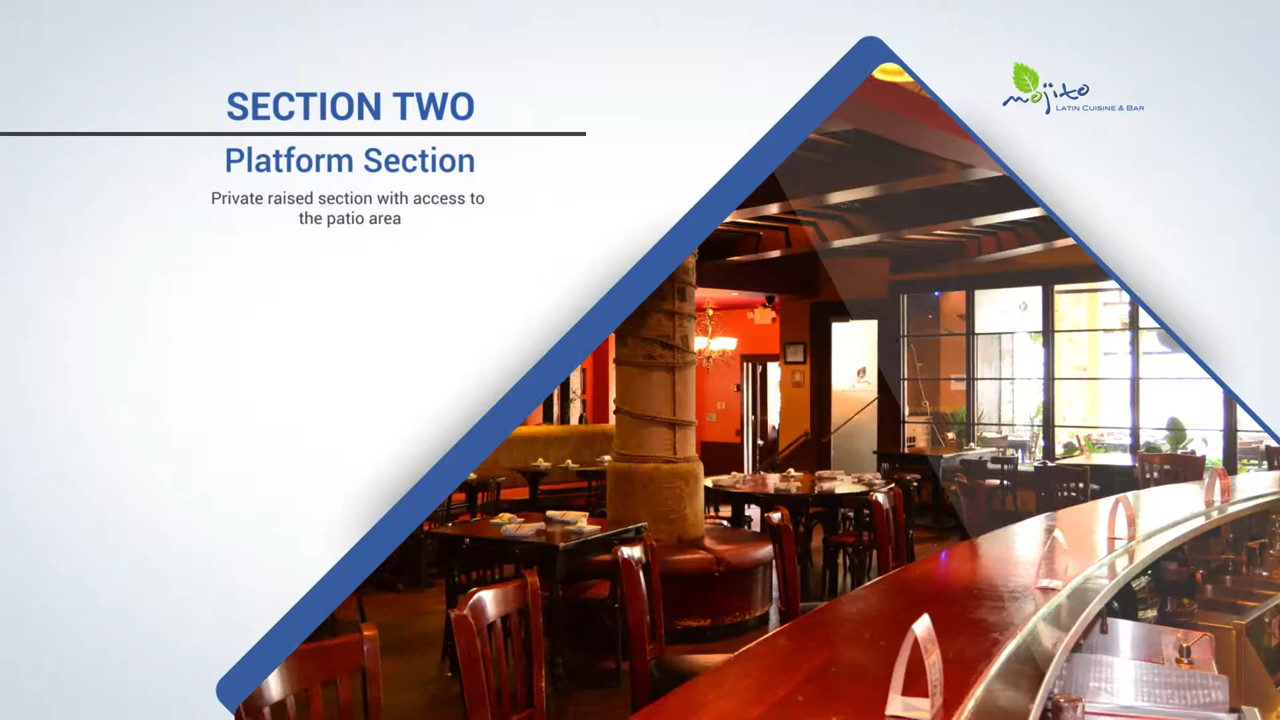 SECTION TWO
Platform Section
Private raised section with access to
the patio area
mojito
LATIN CUISINE & BAR